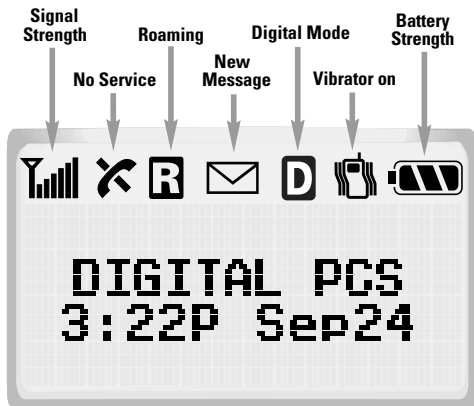 Signal
Strength
No Service
Roaming
New
Message
Digital Mode
Vibrator on
Battery
Strength
R
D
DIGITAL PCS
3:22P Sep24